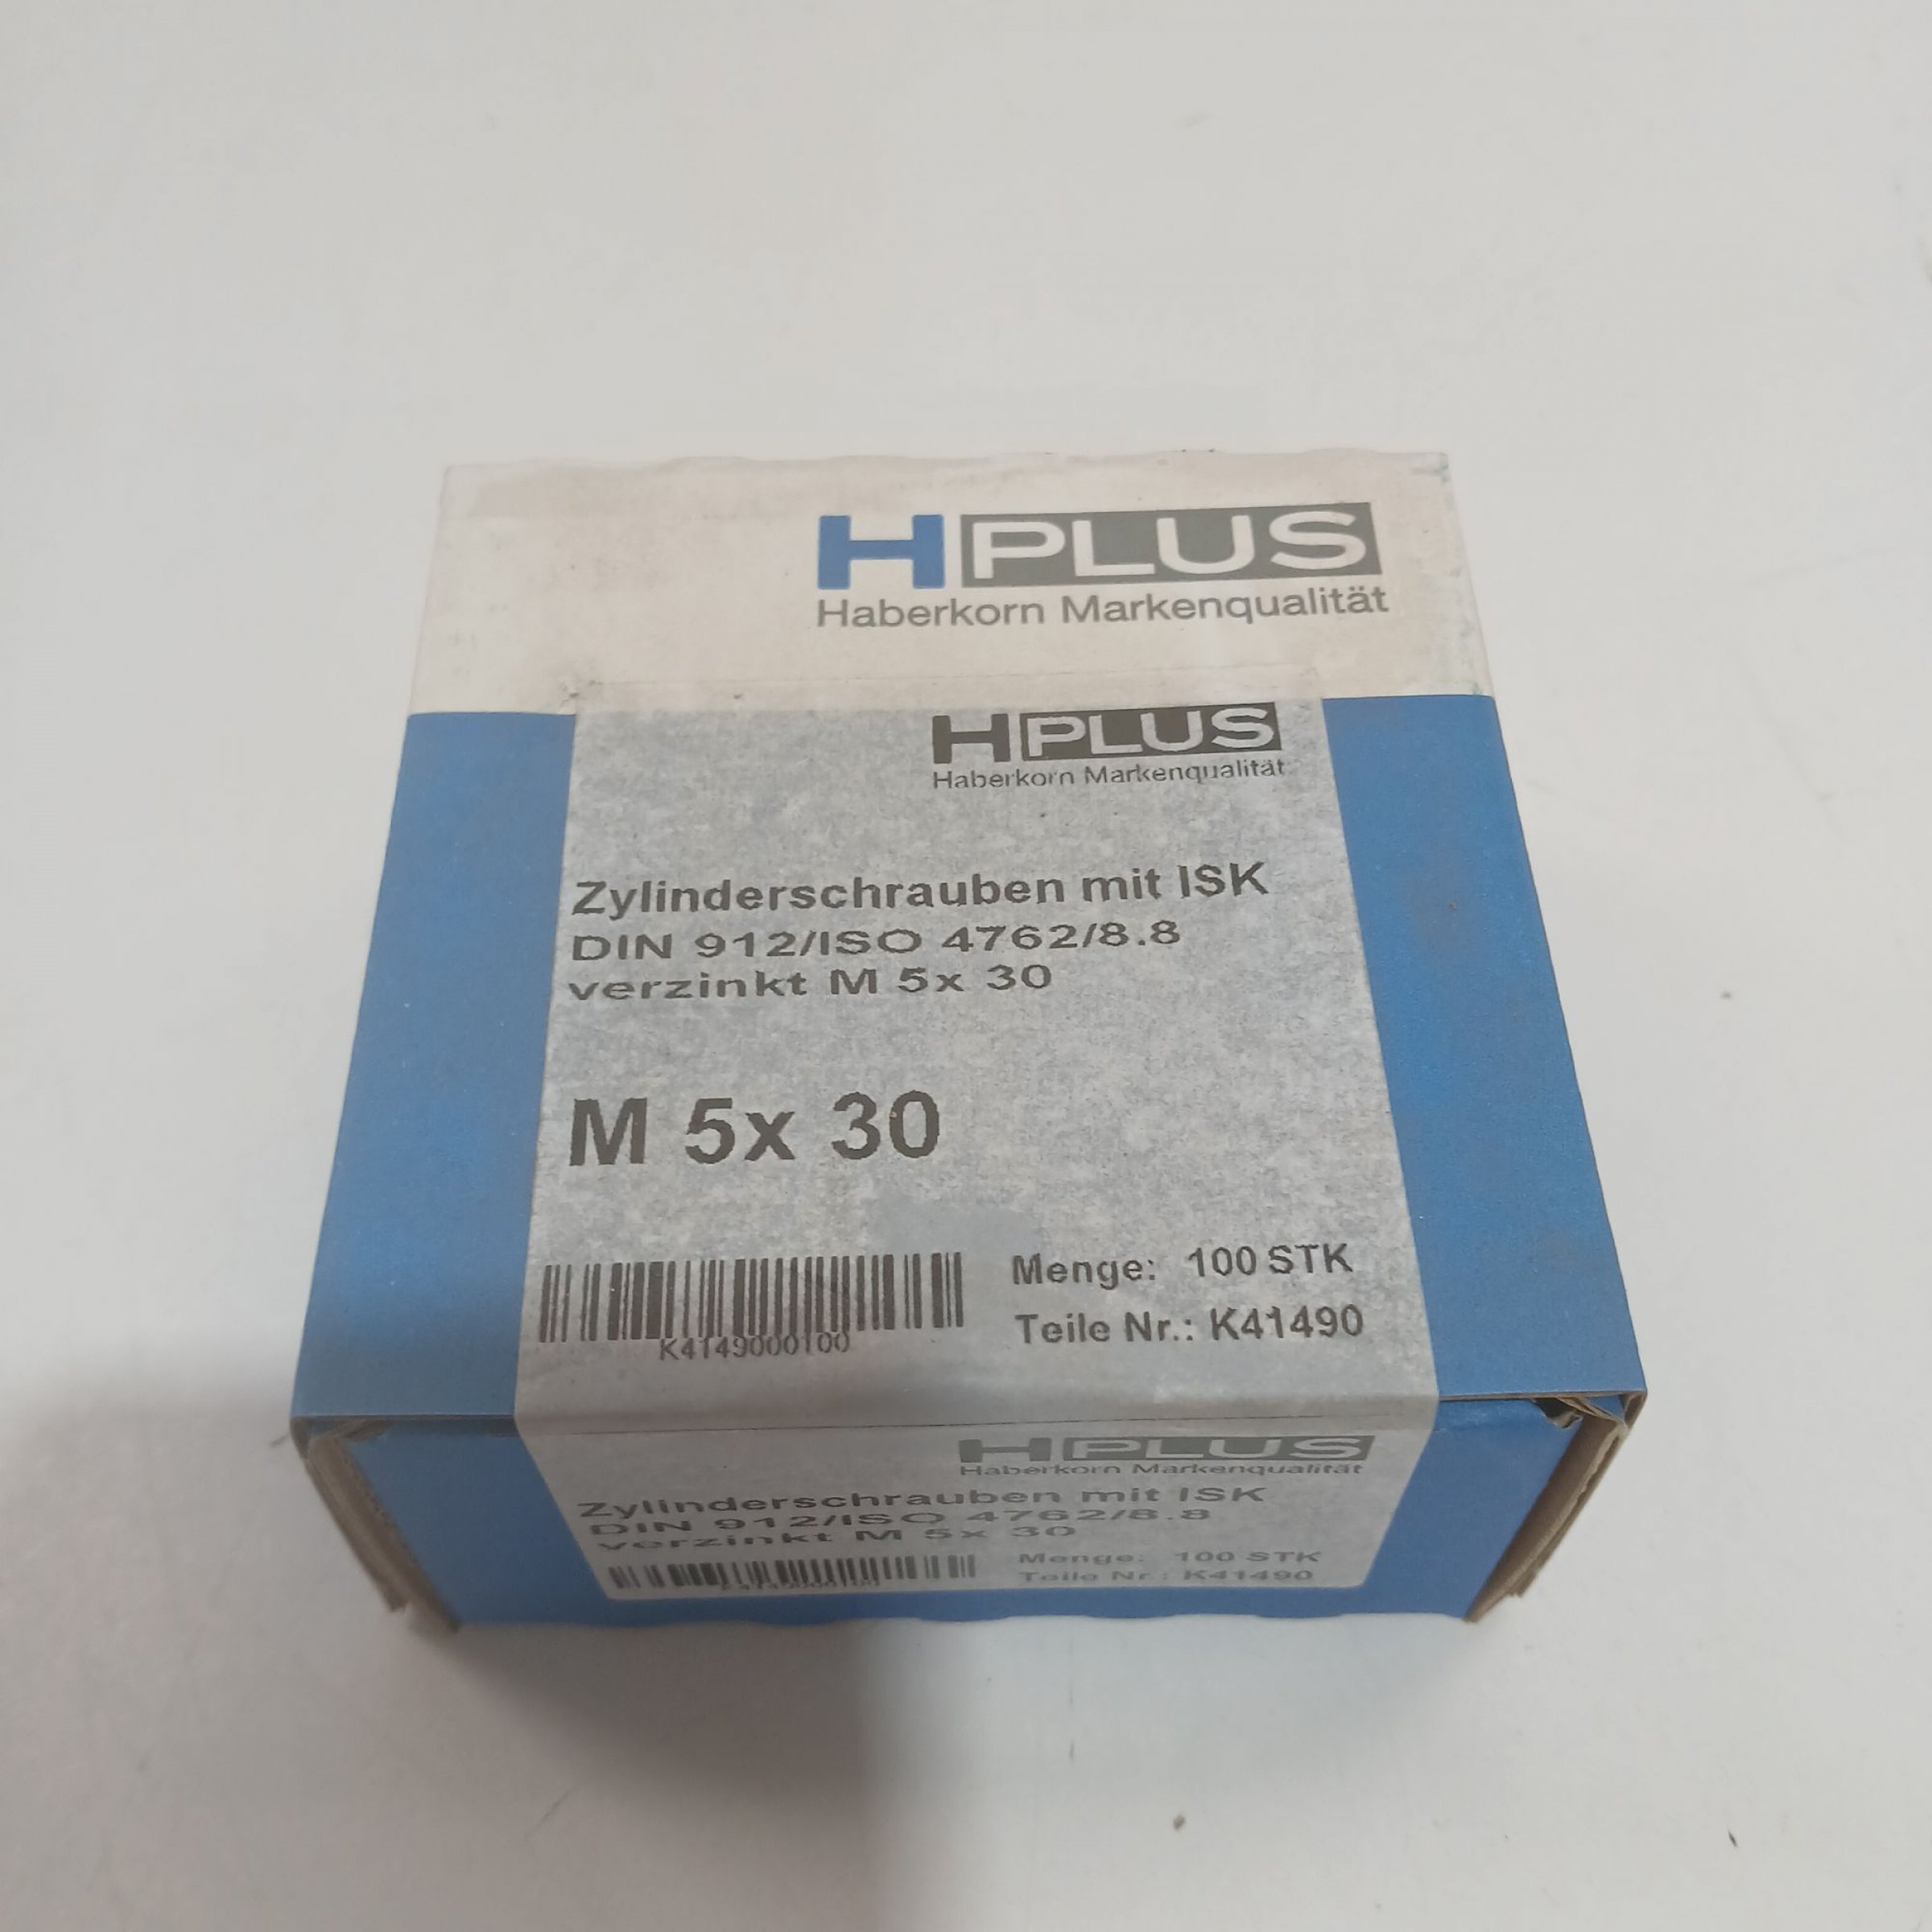 HPLUS
Haberkorn Markenqualität
HPLUS
Haberkorn Markenqualität
Zylinderschrauben mit ISK
DIN 912/ISO 4762/8.8
verzinkt M 5x 30
M 5x 30
K4149000100
Menge: 100 STK
Teile Nr.: K41490
HPLUS
Haberkorn Markenqualität
Zylinderschrauben mit ISK
DIN 912/ISO 4762/8.8
verzinkt M 5x 30
Menge: 100 STK
Teile Nr.: K41490